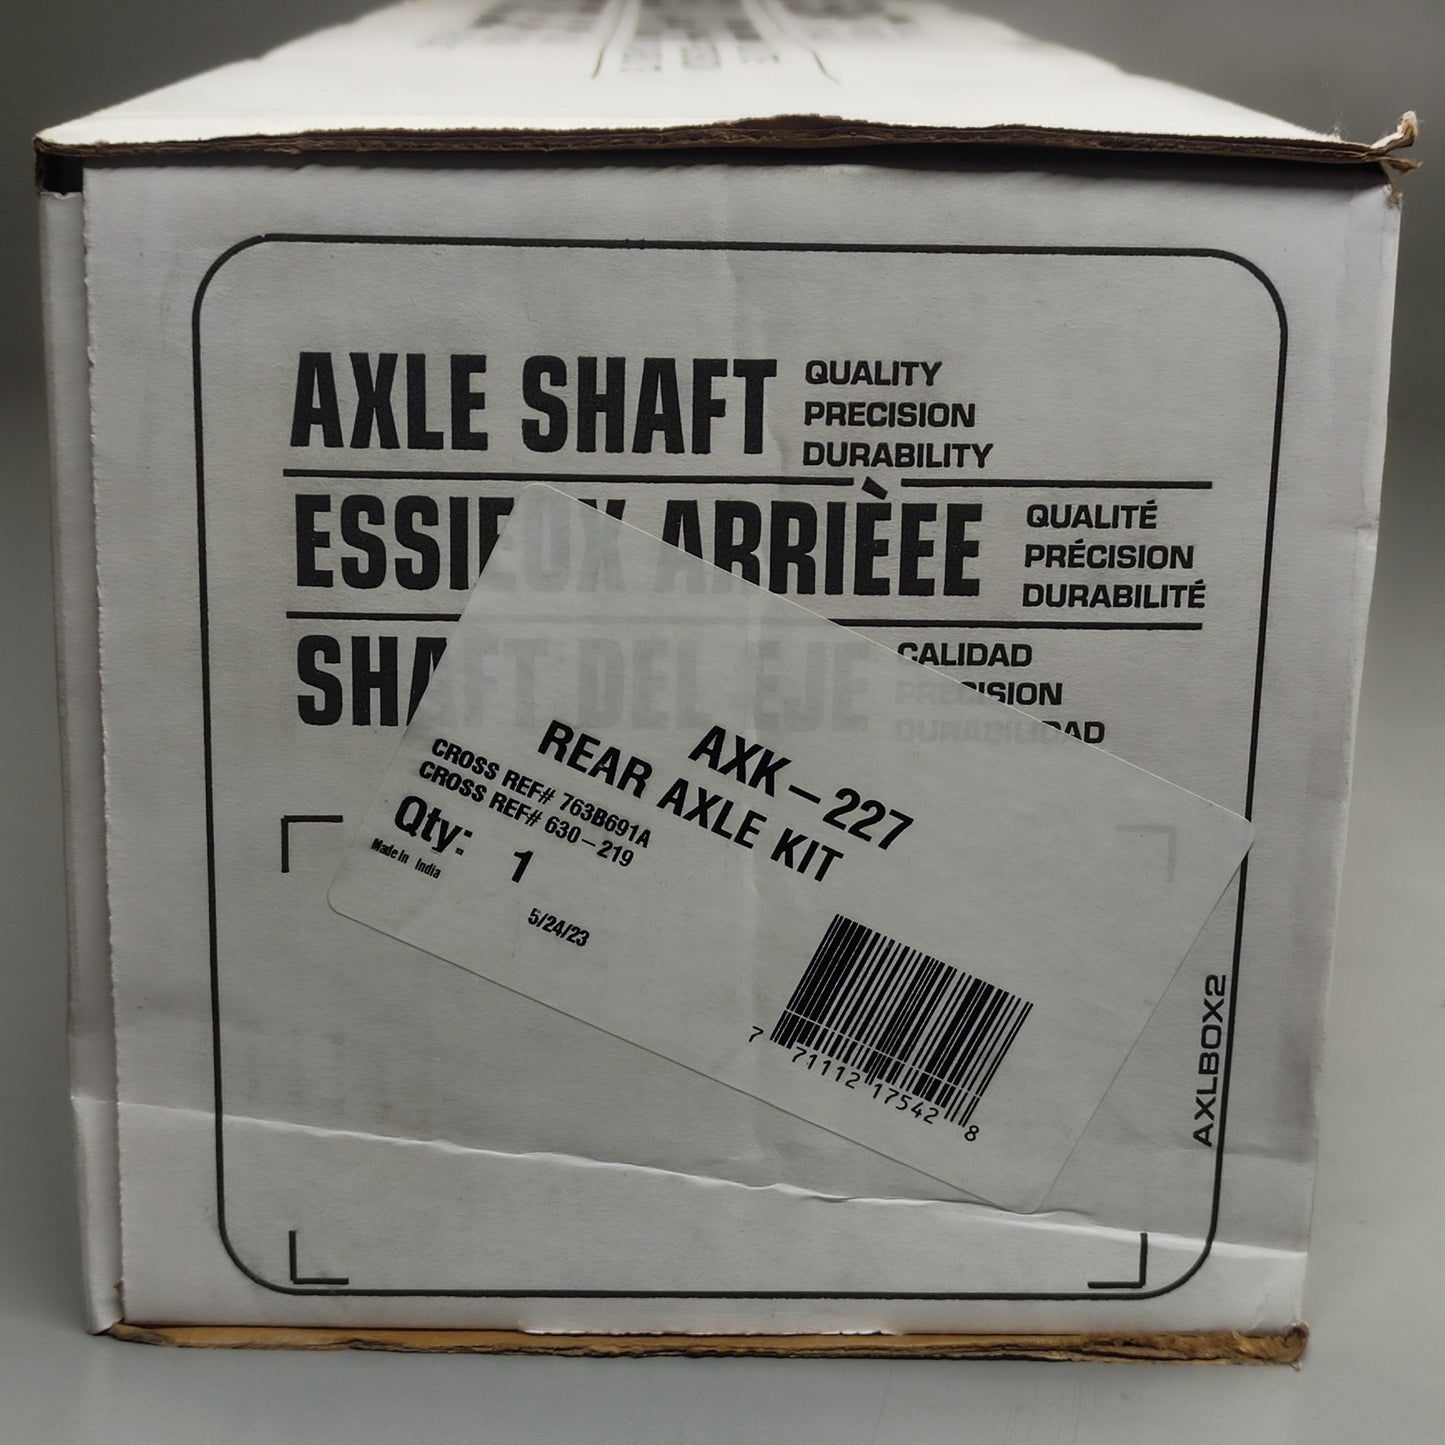 AXLE SHAFT
QUALITY
PRECISION
DURABILITY
ESSIEUX ARRIÈEE
QUALITÉ
PRÉCISION
DURABILITÉ
SHAFT DEL EJE
CALIDAD
PRECISION
DURABILIDAD
AXK-227
REAR AXLE KIT
CROSS REF# 763B691A
CROSS REF# 630-219
Qty: 1
Made In India
5/24/23
7 71112 17542 8
AXLBOX2